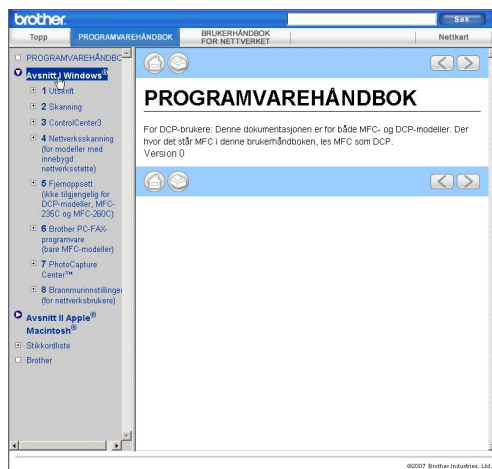 brother.
Søk
Topp
PROGRAMVAREHÅNDBOK
BRUKERHÅNDBOK
FOR NETTVERKET
Nettkart
PROGRAMVAREHÅNDBC
Avsnitt I Windows®
1 Utskrift
2 Skanning
3 ControlCenter3
4 Nettverksskanning
(for modeller med
innebygd
nettverksstøtte)
5 Fjernoppsett
(ikke tilgjengelig for
DCP-modeller, MFC-
235C og MFC-260C)
6 Brother PC-FAX-
programvare
(bare MFC-modeller)
7 PhotoCapture
Center™
8 Brannmurinnstillinger
(for nettverksbrukere)
Avsnitt II Apple®
Macintosh®
Stikkordliste
Brother
PROGRAMVAREHÅNDBOK
For DCP-brukere: Denne dokumentasjonen er for både MFC- og DCP-modeller. Der
hvor det står MFC i denne brukerhåndboken, les MFC som DCP.
Version 0
©2007 Brother Industries, Ltd.